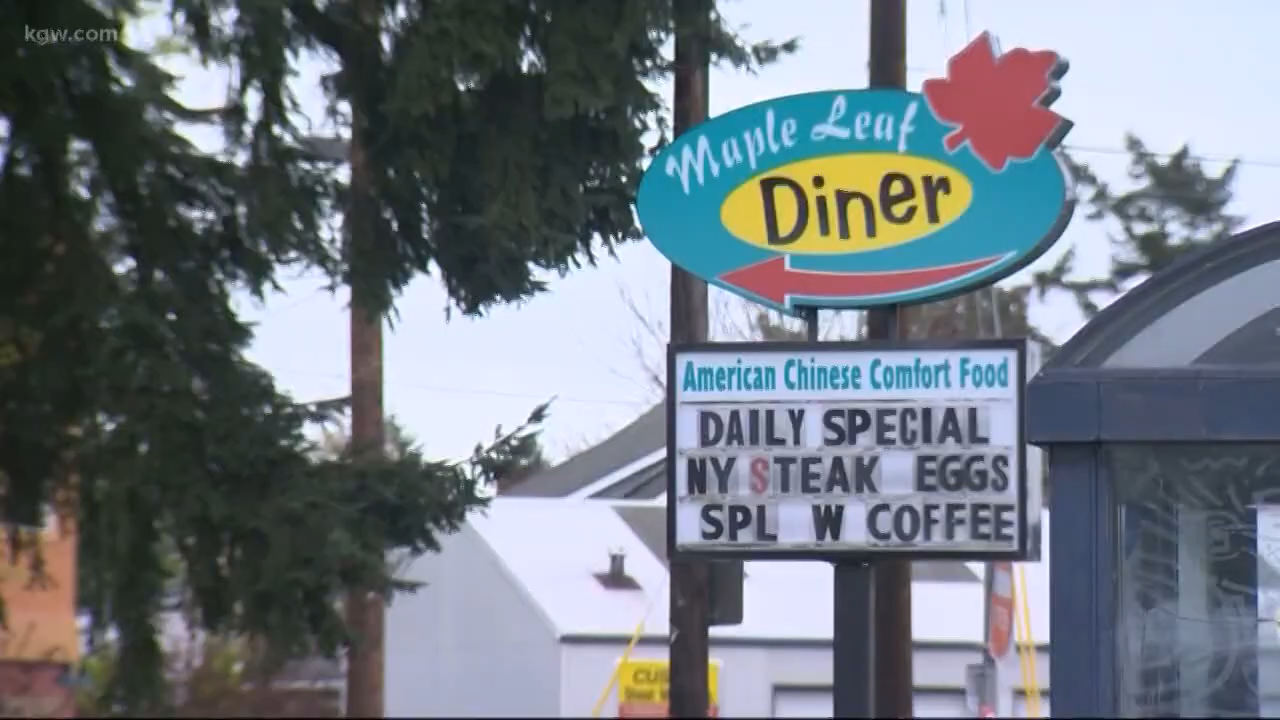 kgw.com
Maple Leaf
Diner
American Chinese Comfort Food
DAILY SPECIAL
NY STEAK EGGS
SPL W COFFEE